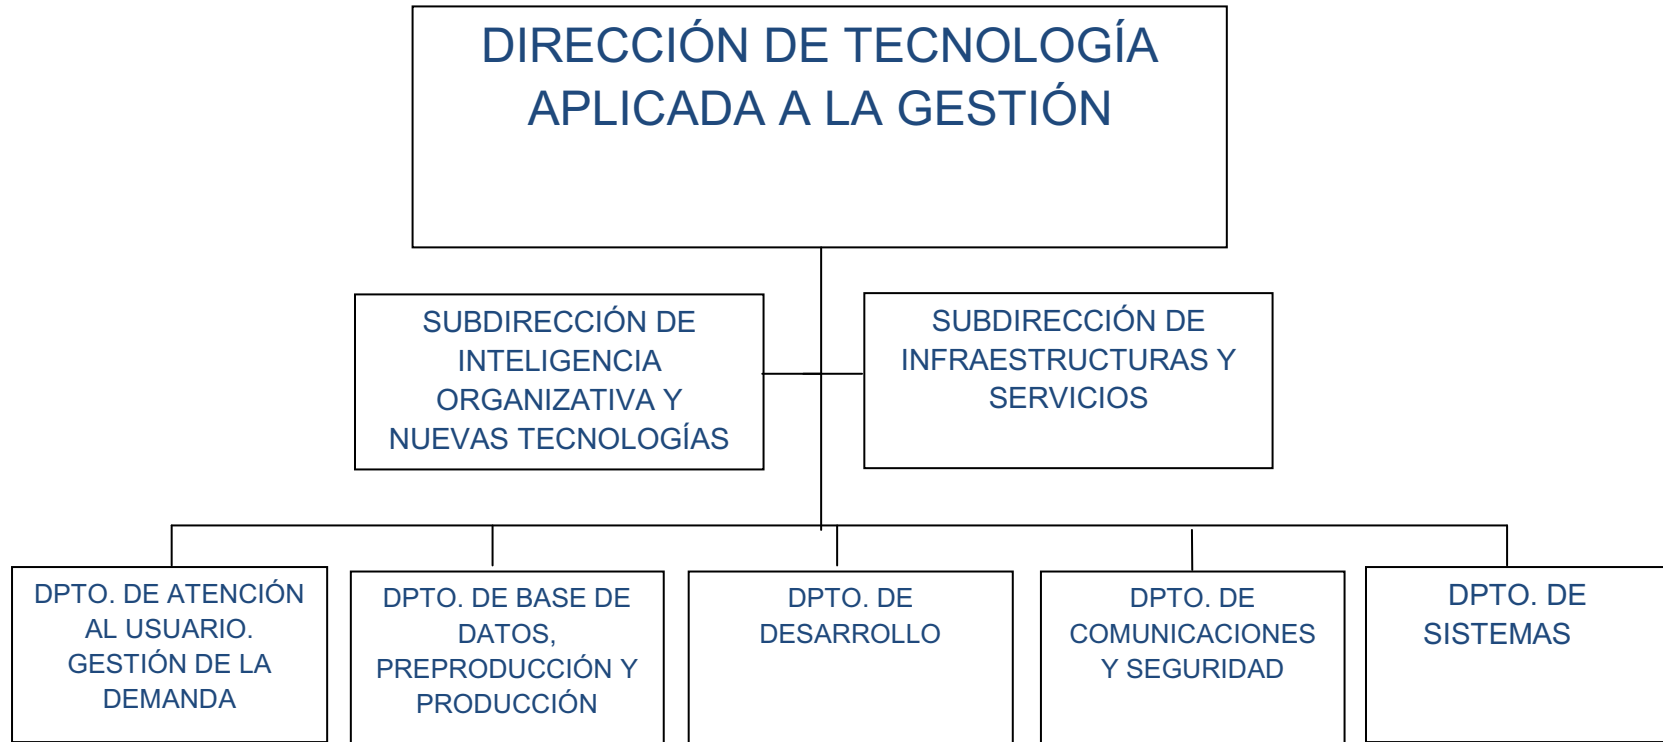 DIRECCIÓN DE TECNOLOGÍA
APLICADA A LA GESTIÓN
SUBDIRECCIÓN DE
INTELIGENCIA
ORGANIZATIVA Y
NUEVAS TECNOLOGÍAS
SUBDIRECCIÓN DE
INFRAESTRUCTURAS Y
SERVICIOS
DPTO. DE ATENCIÓN
AL USUARIO.
GESTIÓN DE LA
DEMANDA
DPTO. DE BASE DE
DATOS,
PREPRODUCCIÓN Y
PRODUCCIÓN
DPTO. DE
DESARROLLO
DPTO. DE
COMUNICACIONES
Y SEGURIDAD
DPTO. DE
SISTEMAS